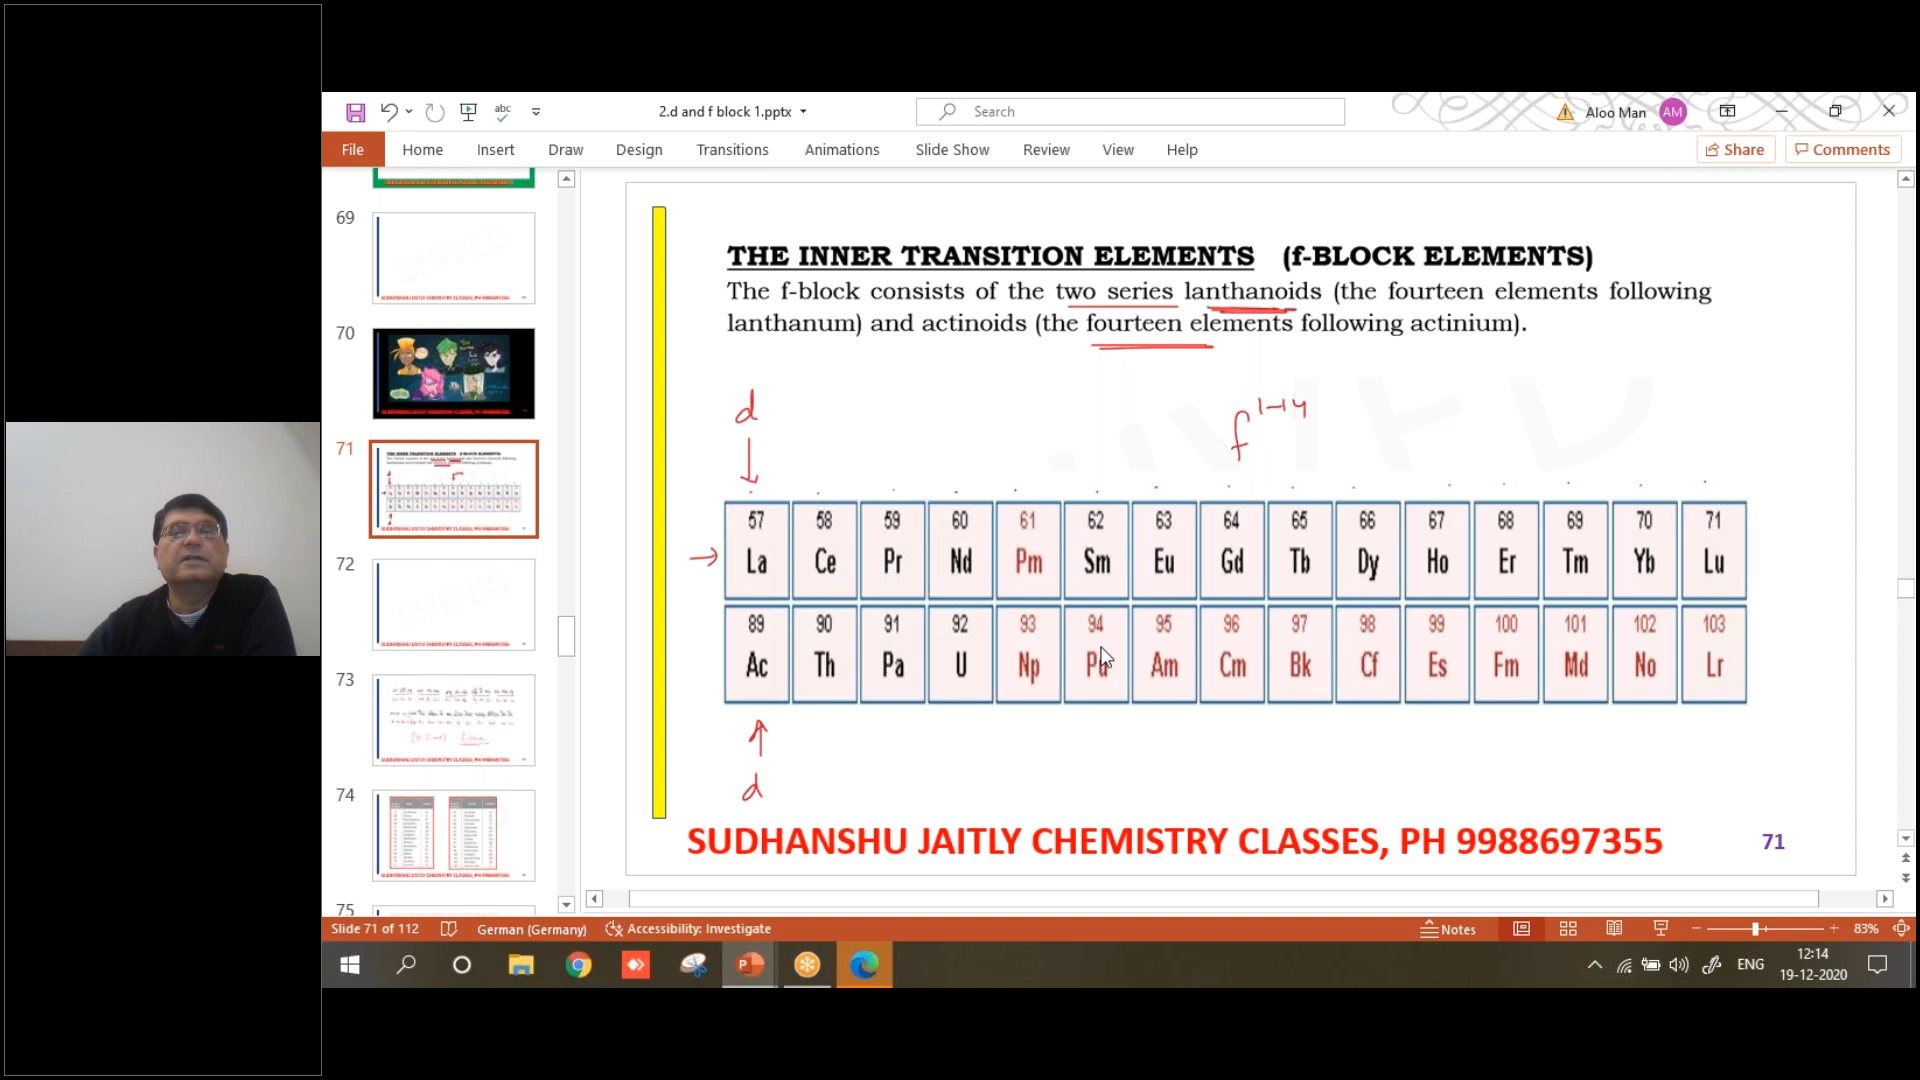 abc
2.d and f block 1.pptx
Search
Aloo Man
AM
File
Home
Insert
Draw
Design
Transitions
Animations
Slide Show
Review
View
Help
Share
Comments
69
70
71
72
73
74
75
THE INNER TRANSITION ELEMENTS (f-BLOCK ELEMENTS)
The f-block consists of the two series lanthanoids (the fourteen elements following
lanthanum) and actinoids (the fourteen elements following actinium).
d
f 1-14
57 58 59 60 61 62 63 64 65 66 67 68 69 70 71
La Ce Pr Nd Pm Sm Eu Gd Tb Dy Ho Er Tm Yb Lu
89 90 91 92 93 94 95 96 97 98 99 100 101 102 103
Ac Th Pa U Np Pu Am Cm Bk Cf Es Fm Md No Lr
d
SUDHANSHU JAITLY CHEMISTRY CLASSES, PH 9988697355
71
Slide 71 of 112
German (Germany)
Accessibility: Investigate
Notes
83%
ENG
12:14
19-12-2020